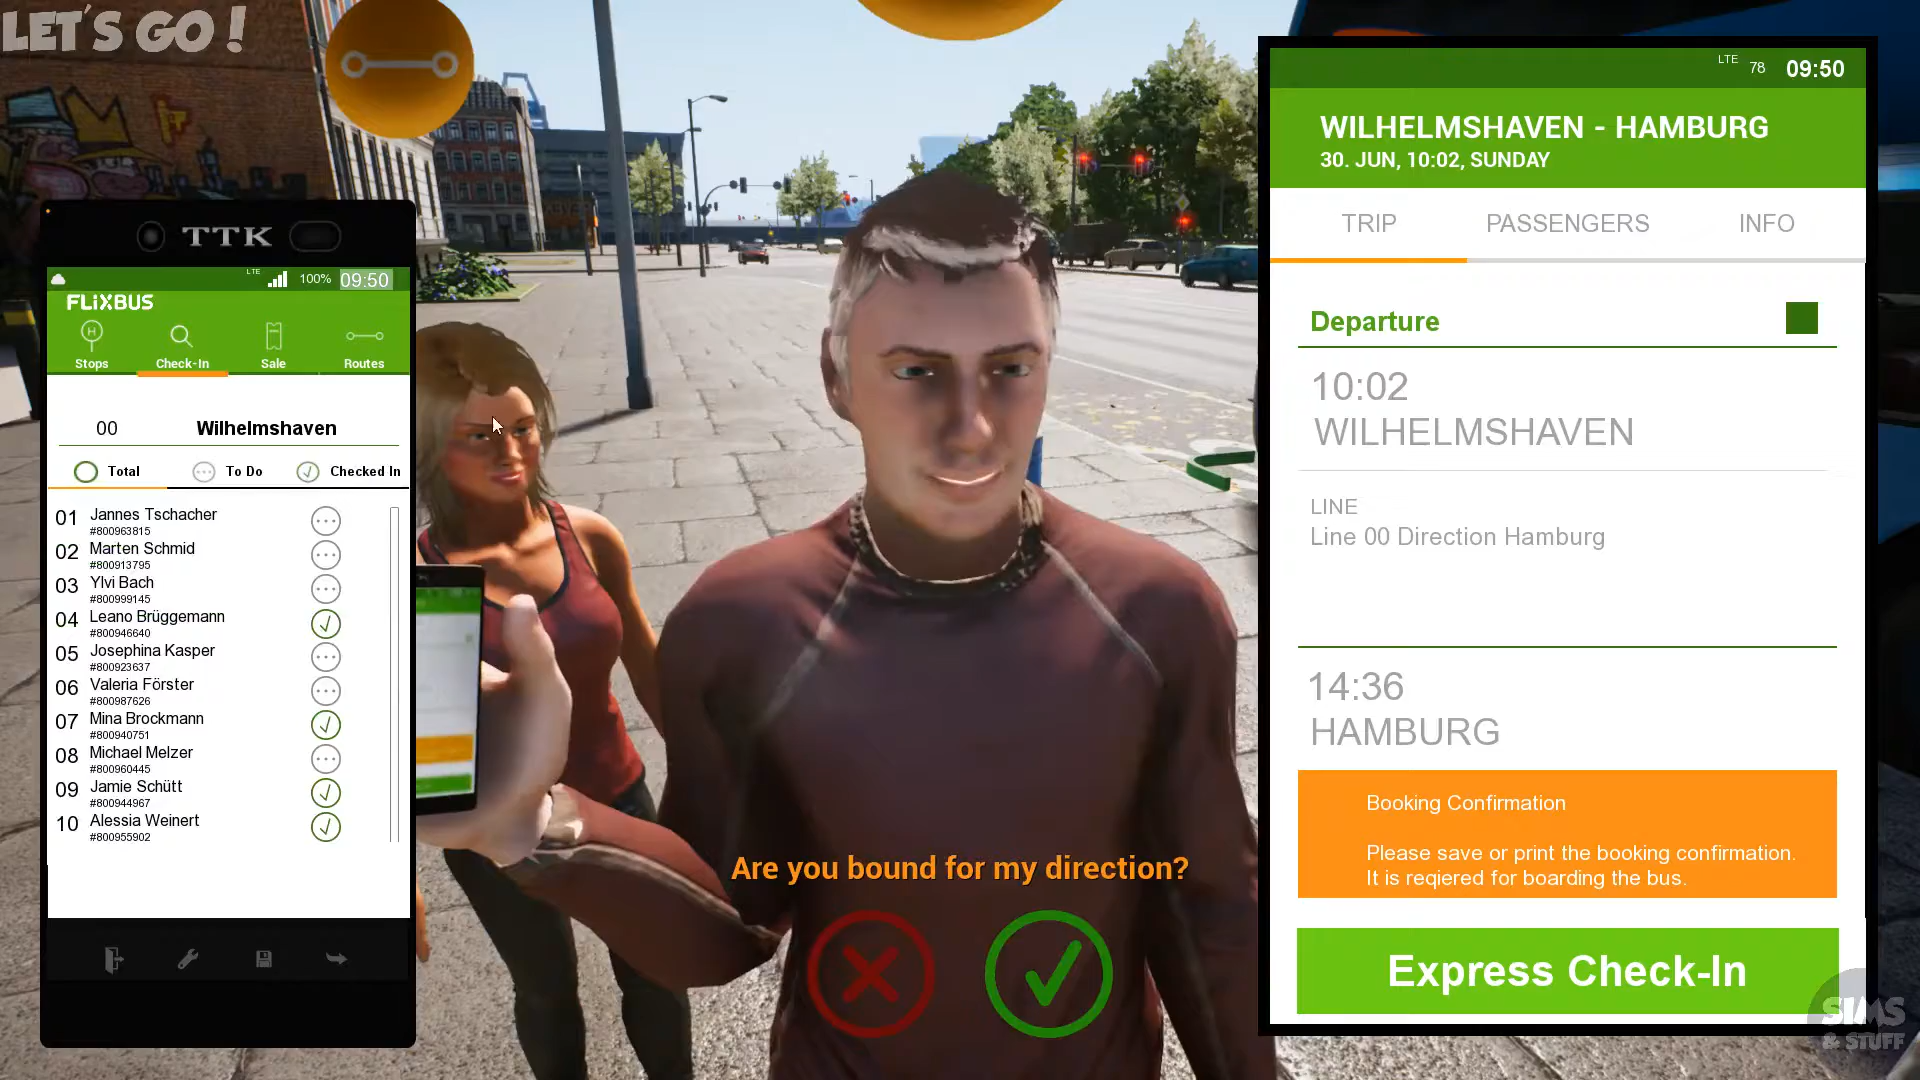 LET'S GO!
TTK
LTE 100% 09:50
FLiXBUS
Stops Check-In Sale Routes
00 Wilhelmshaven
Total To Do Checked In
01 Jannes Tschacher
#800963815
02 Marten Schmid
#800913795
03 Ylvi Bach
#800999145
04 Leano Brüggemann
#800946640
05 Josephina Kasper
#800923637
06 Valeria Förster
#800987626
07 Mina Brockmann
#800940751
08 Michael Melzer
#800960445
09 Jamie Schütt
#800944967
10 Alessia Weinert
#800955902
Are you bound for my direction?
LTE 78 09:50
WILHELMSHAVEN - HAMBURG
30. JUN, 10:02, SUNDAY
TRIP PASSENGERS INFO
Departure
10:02
WILHELMSHAVEN
LINE
Line 00 Direction Hamburg
14:36
HAMBURG
Booking Confirmation
Please save or print the booking confirmation.
It is reqiered for boarding the bus.
Express Check-In
SIMS
& STUFF